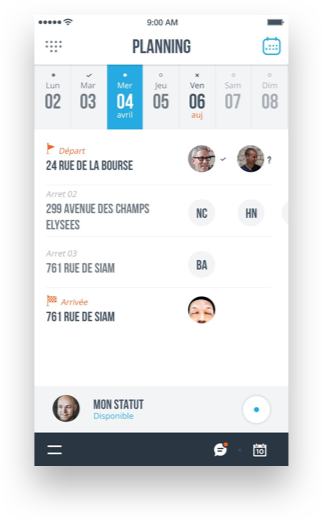 9:00 AM
PLANNING
Lun Mar Mer Jeu Ven Sam Dim
02 03 04 05 06 07 08
avril auj
Départ
24 RUE DE LA BOURSE
?
Arret 02
299 AVENUE DES CHAMPS
ELYSEES
NC HN
Arret 03
761 RUE DE SIAM
BA
Arrivée
761 RUE DE SIAM
MON STATUT
Disponible
10